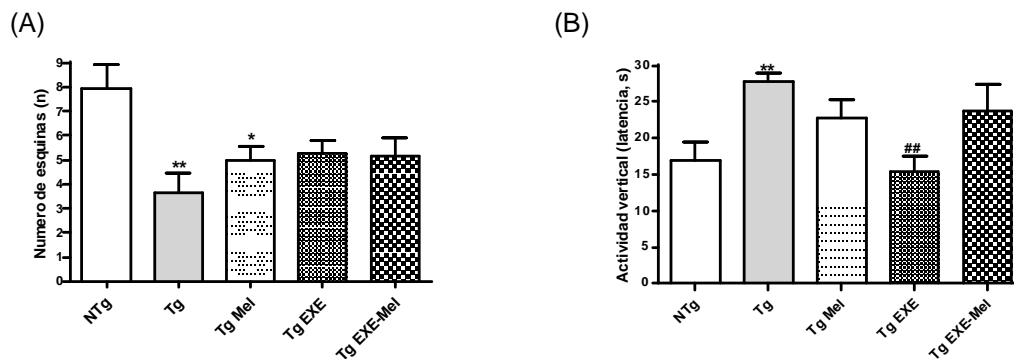 (A)
(B)
Numero de esquinas (n)
9
8
7
6
5
4
3
2
1
0
**
*
NTg
Tg
Tg Mel
Tg EXE
Tg EXE-Mel
Actividad vertical (latencia, s)
30
25
20
15
10
5
0
**
##
NTg
Tg
Tg Mel
Tg EXE
Tg EXE-Mel